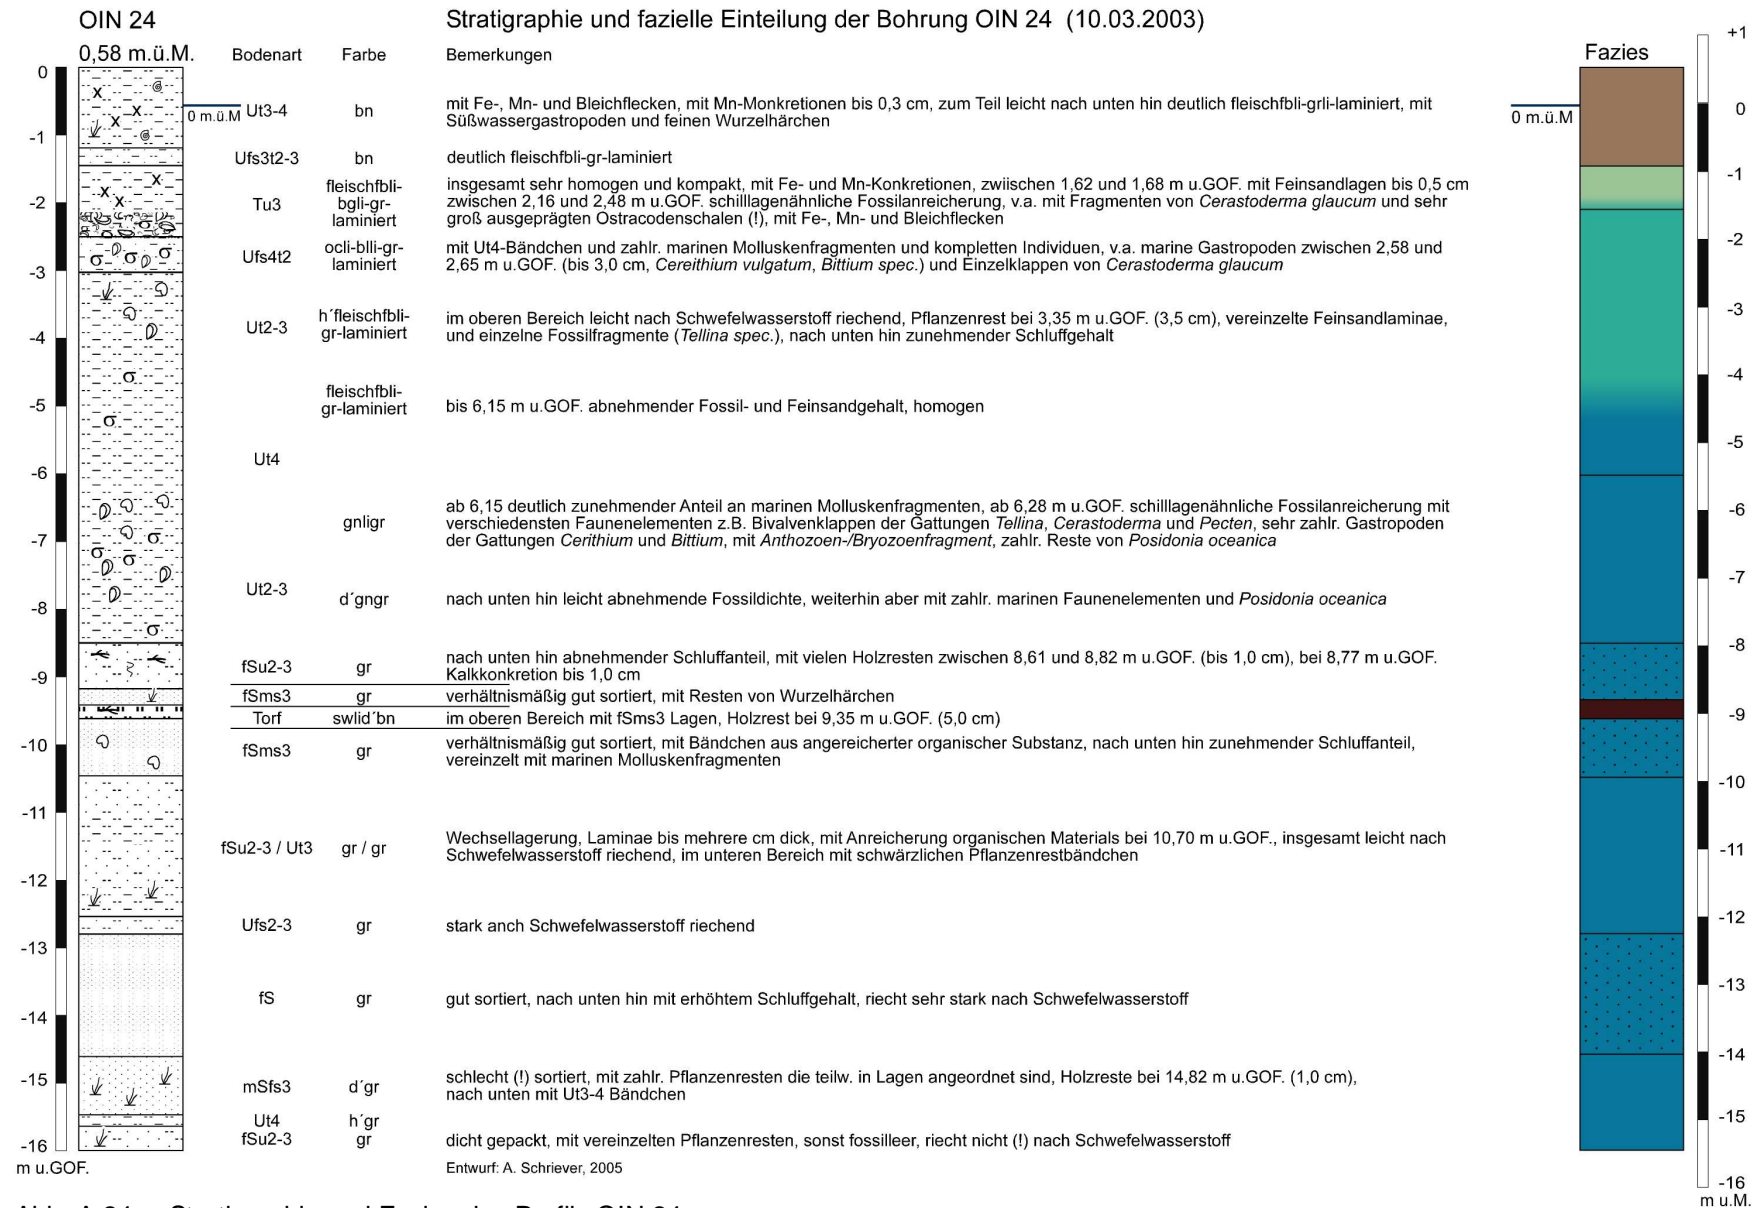 OIN 24
Stratigraphie und fazielle Einteilung der Bohrung OIN 24 (10.03.2003)
0,58 m.ü.M.
Bodenart Farbe Bemerkungen
Fazies
+1
0
-1
-2
-3
-4
-5
-6
-7
-8
-9
-10
-11
-12
-13
-14
-15
-16
m u.GOF.
0 m.ü.M
Ut3-4 bn mit Fe-, Mn- und Bleichflecken, mit Mn-Monkretionen bis 0,3 cm, zum Teil leicht nach unten hin deutlich fleischfbli-grli-laminiert, mit
Süßwassergastropoden und feinen Wurzelhärchen
Ufs3t2-3 bn deutlich fleischfbli-gr-laminiert
Tu3
fleischfbli-
bgli-gr-
laminiert
insgesamt sehr homogen und kompakt, mit Fe- und Mn-Konkretionen, zwiischen 1,62 und 1,68 m u.GOF. mit Feinsandlagen bis 0,5 cm
zwischen 2,16 und 2,48 m u.GOF. schilllagenähnliche Fossilanreicherung, v.a. mit Fragmenten von Cerastoderma glaucum und sehr
groß ausgeprägten Ostracodenschalen (!), mit Fe-, Mn- und Bleichflecken
Ufs4t2
ocli-blli-gr-
laminiert
mit Ut4-Bändchen und zahlr. marinen Molluskenfragmenten und kompletten Individuen, v.a. marine Gastropoden zwischen 2,58 und
2,65 m u.GOF. (bis 3,0 cm, Cereithium vulgatum, Bittium spec.) und Einzelklappen von Cerastoderma glaucum
Ut2-3
h´fleischfbli-
gr-laminiert
im oberen Bereich leicht nach Schwefelwasserstoff riechend, Pflanzenrest bei 3,35 m u.GOF. (3,5 cm), vereinzelte Feinsandlaminae,
und einzelne Fossilfragmente (Tellina spec.), nach unten hin zunehmender Schluffgehalt
fleischfbli-
gr-laminiert
bis 6,15 m u.GOF. abnehmender Fossil- und Feinsandgehalt, homogen
Ut4
gnligr
ab 6,15 deutlich zunehmender Anteil an marinen Molluskenfragmenten, ab 6,28 m u.GOF. schilllagenähnliche Fossilanreicherung mit
verschiedensten Faunenelementen z.B. Bivalvenklappen der Gattungen Tellina, Cerastoderma und Pecten, sehr zahlr. Gastropoden
der Gattungen Cerithium und Bittium, mit Anthozoen-/Bryozoenfragment, zahlr. Reste von Posidonia oceanica
Ut2-3
d´gngr nach unten hin leicht abnehmende Fossildichte, weiterhin aber mit zahlr. marinen Faunenelementen und Posidonia oceanica
fSu2-3 gr nach unten hin abnehmender Schluffanteil, mit vielen Holzresten zwischen 8,61 und 8,82 m u.GOF. (bis 1,0 cm), bei 8,77 m u.GOF.
Kalkkonkretion bis 1,0 cm
fSms3 gr verhältnismäßig gut sortiert, mit Resten von Wurzelhärchen
Torf swlid´bn im oberen Bereich mit fSms3 Lagen, Holzrest bei 9,35 m u.GOF. (5,0 cm)
fSms3 gr verhältnismäßig gut sortiert, mit Bändchen aus angereicherter organischer Substanz, nach unten hin zunehmender Schluffanteil,
vereinzelt mit marinen Molluskenfragmenten
fSu2-3 / Ut3 gr / gr Wechsellagerung, Laminae bis mehrere cm dick, mit Anreicherung organischen Materials bei 10,70 m u.GOF., insgesamt leicht nach
Schwefelwasserstoff riechend, im unteren Bereich mit schwärzlichen Pflanzenrestbändchen
Ufs2-3 gr stark anch Schwefelwasserstoff riechend
fS gr gut sortiert, nach unten hin mit erhöhtem Schluffgehalt, riecht sehr stark nach Schwefelwasserstoff
mSfs3 d´gr schlecht (!) sortiert, mit zahlr. Pflanzenresten die teilw. in Lagen angeordnet sind, Holzreste bei 14,82 m u.GOF. (1,0 cm),
nach unten mit Ut3-4 Bändchen
Ut4 h´gr
fSu2-3 gr dicht gepackt, mit vereinzelten Pflanzenresten, sonst fossilleer, riecht nicht (!) nach Schwefelwasserstoff
Entwurf: A. Schriever, 2005
0 m.ü.M
0
-1
-2
-3
-4
-5
-6
-7
-8
-9
-10
-11
-12
-13
-14
-15
-16
m u.M.